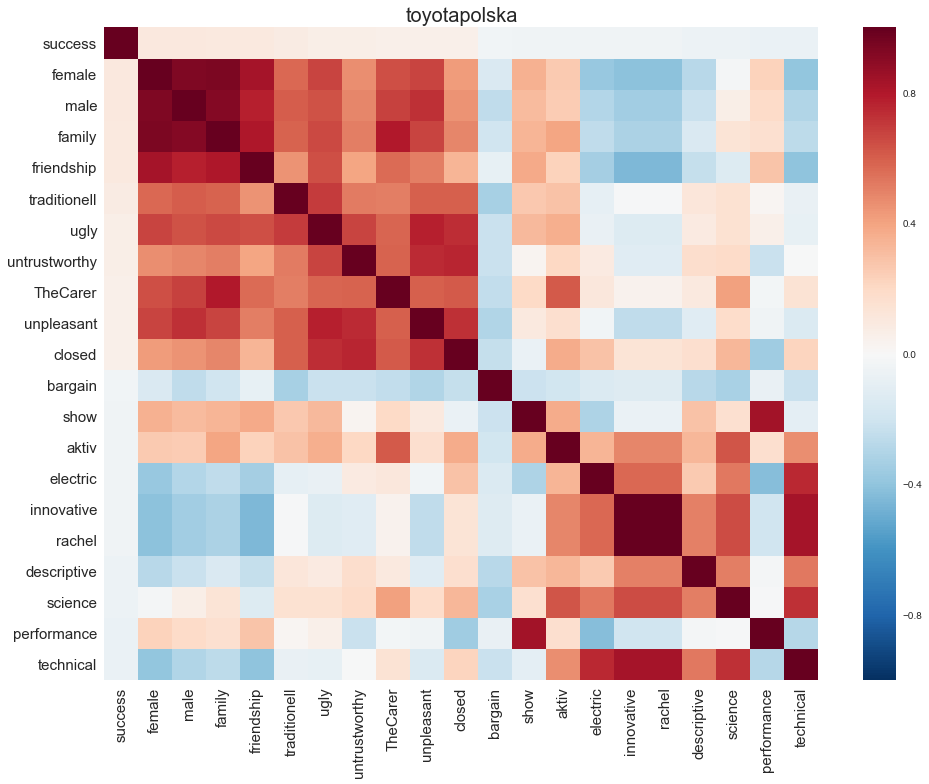 toyotapolska
success
female
male
family
friendship
traditionell
ugly
untrustworthy
TheCarer
unpleasant
closed
bargain
show
aktiv
electric
innovative
rachel
descriptive
science
performance
technical
success
female
male
family
friendship
traditionell
ugly
untrustworthy
TheCarer
unpleasant
closed
bargain
show
aktiv
electric
innovative
rachel
descriptive
science
performance
technical
0.8
0.4
0.0
−0.4
−0.8